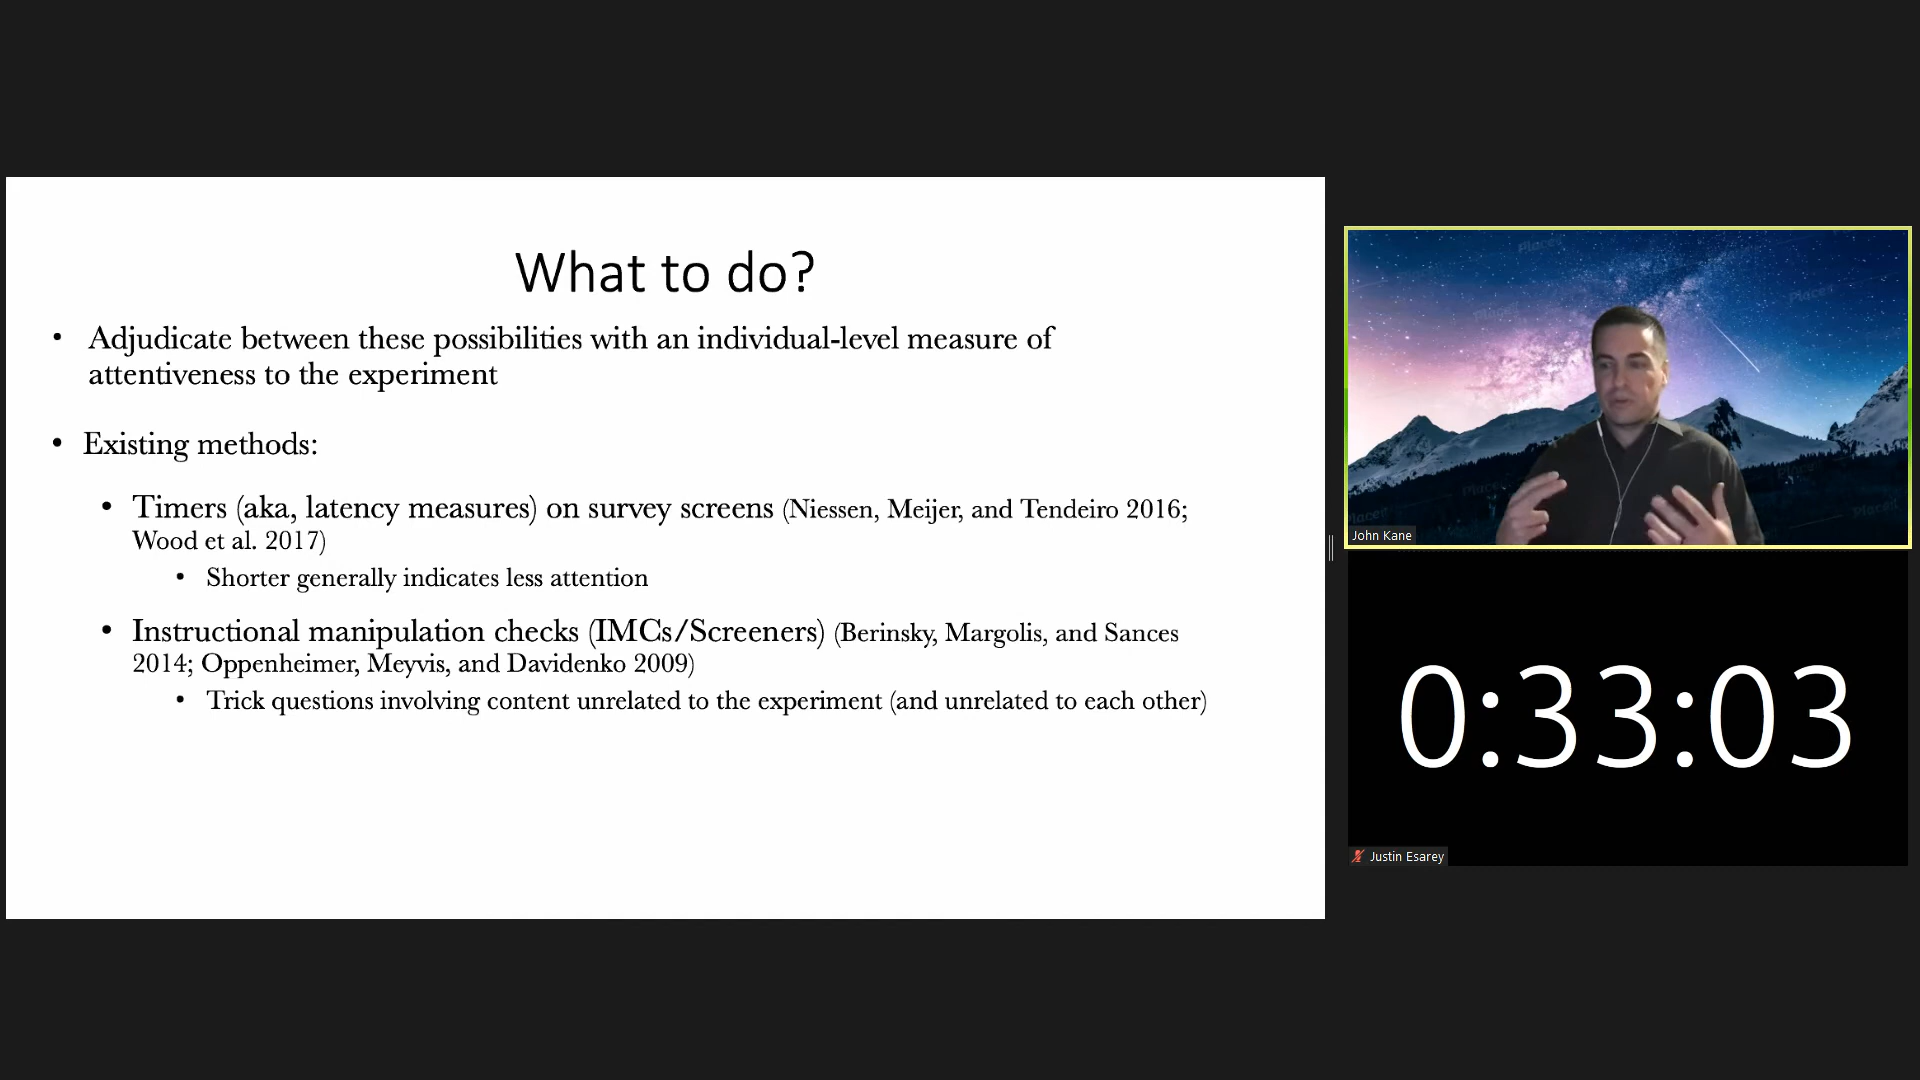 What to do?
• Adjudicate between these possibilities with an individual-level measure of
attentiveness to the experiment
• Existing methods:
• Timers (aka, latency measures) on survey screens (Niessen, Meijer, and Tendeiro 2016;
Wood et al. 2017)
• Shorter generally indicates less attention
• Instructional manipulation checks (IMCs/Screeners) (Berinsky, Margolis, and Sances
2014; Oppenheimer, Meyvis, and Davidenko 2009)
• Trick questions involving content unrelated to the experiment (and unrelated to each other)
John Kane
0:33:03
Justin Esarey